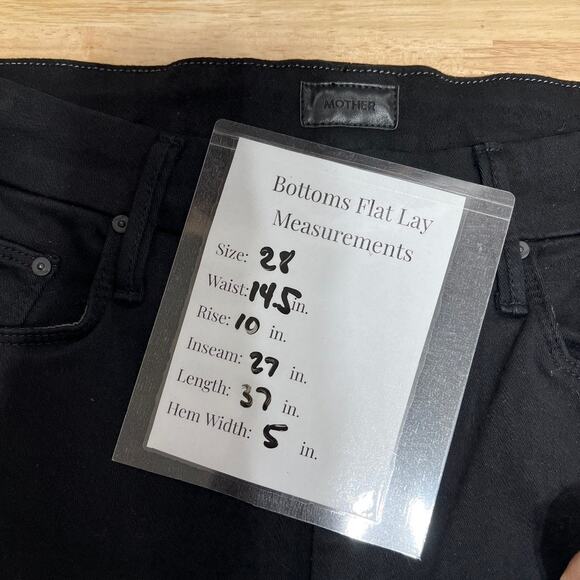 MOTHER
Bottoms Flat Lay
Measurements
Size: 28
Waist: 14.5 in.
Rise: 10 in.
Inseam: 27 in.
Length: 37 in.
Hem Width: 5 in.